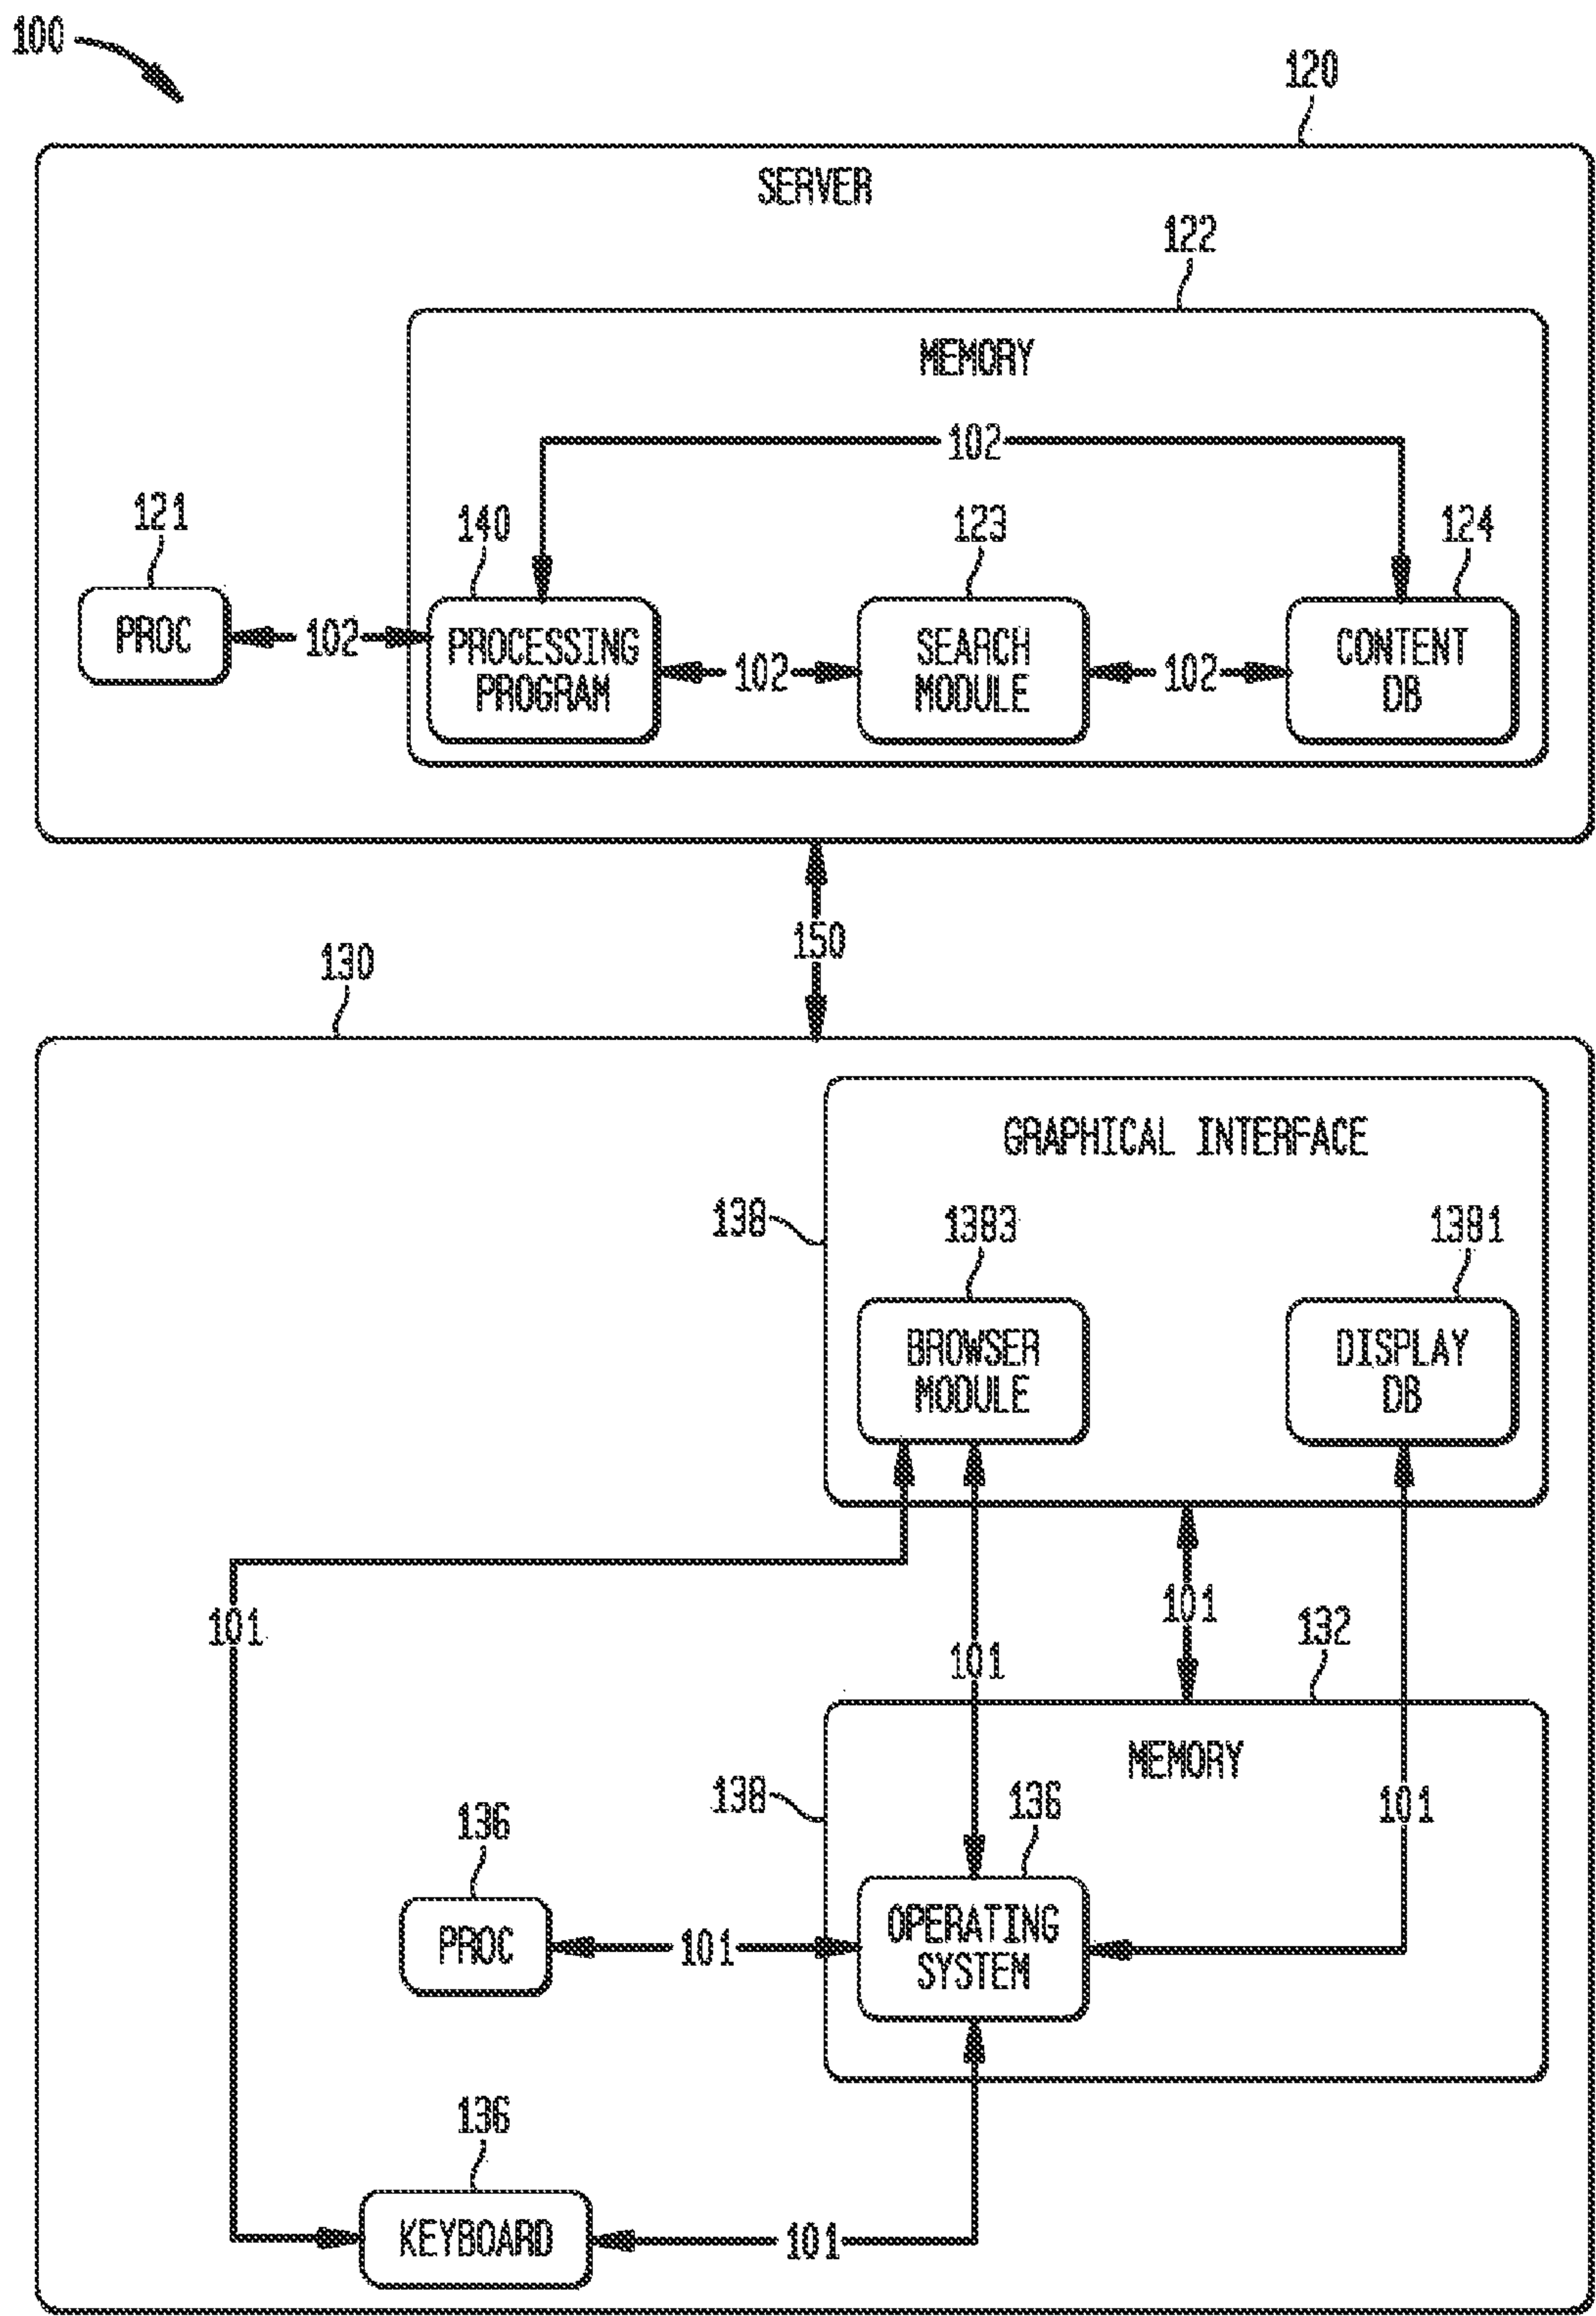 100
120
SERVER
122
MEMORY
102
121
140
123
124
PROC
102
PROCESSING
PROGRAM
102
SEARCH
MODULE
102
CONTENT
DB
150
130
GRAPHICAL INTERFACE
138
1383
1381
BROWSER
MODULE
DISPLAY
DB
101
101
101
132
MEMORY
138
136
136
101
PROC
101
OPERATING
SYSTEM
136
KEYBOARD
101